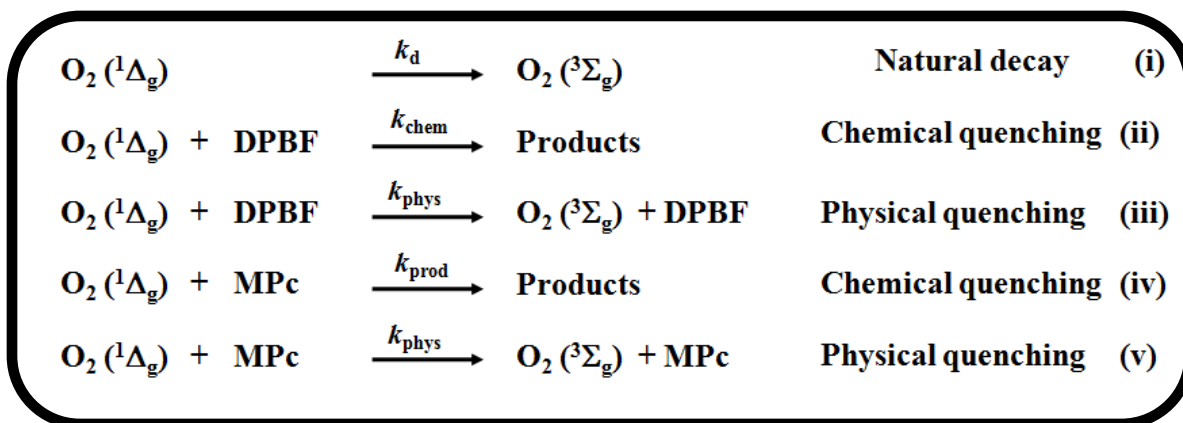 O₂ (¹Δg) kd O₂ (³Σg) Natural decay (i)
O₂ (¹Δg) + DPBF kchem Products Chemical quenching (ii)
O₂ (¹Δg) + DPBF kphys O₂ (³Σg) + DPBF Physical quenching (iii)
O₂ (¹Δg) + MPc kprod Products Chemical quenching (iv)
O₂ (¹Δg) + MPc kphys O₂ (³Σg) + MPc Physical quenching (v)